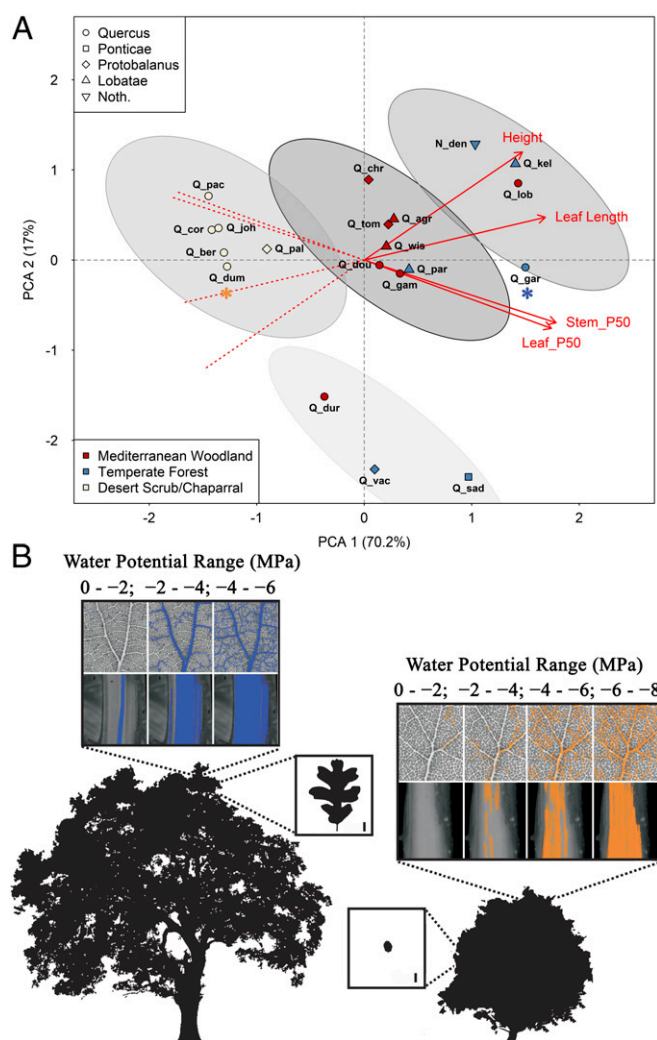 A
Quercus
Ponticae
Protobalanus
Lobatae
Noth.
2
1
0
-1
-2
PCA 2 (17%)
N_den
Height
Q_kel
Q_lob
Q_chr
Q_pac
Leaf Length
Q_agr
Q_tom
Q_cor
Q_joh
Q_wis
Q_ber
Q_pal
Q_dou
Q_par
Q_gar
Q_dum
Q_gam
*
*
Stem_P50
Leaf_P50
Q_dur
Q_vac
Q_sad
Mediterranean Woodland
Temperate Forest
Desert Scrub/Chaparral
-2
-1
0
1
2
PCA 1 (70.2%)
B
Water Potential Range (MPa)
0 - −2; −2 - −4; −4 - −6
Water Potential Range (MPa)
0 - −2; −2 - −4; −4 - −6; −6 - −8